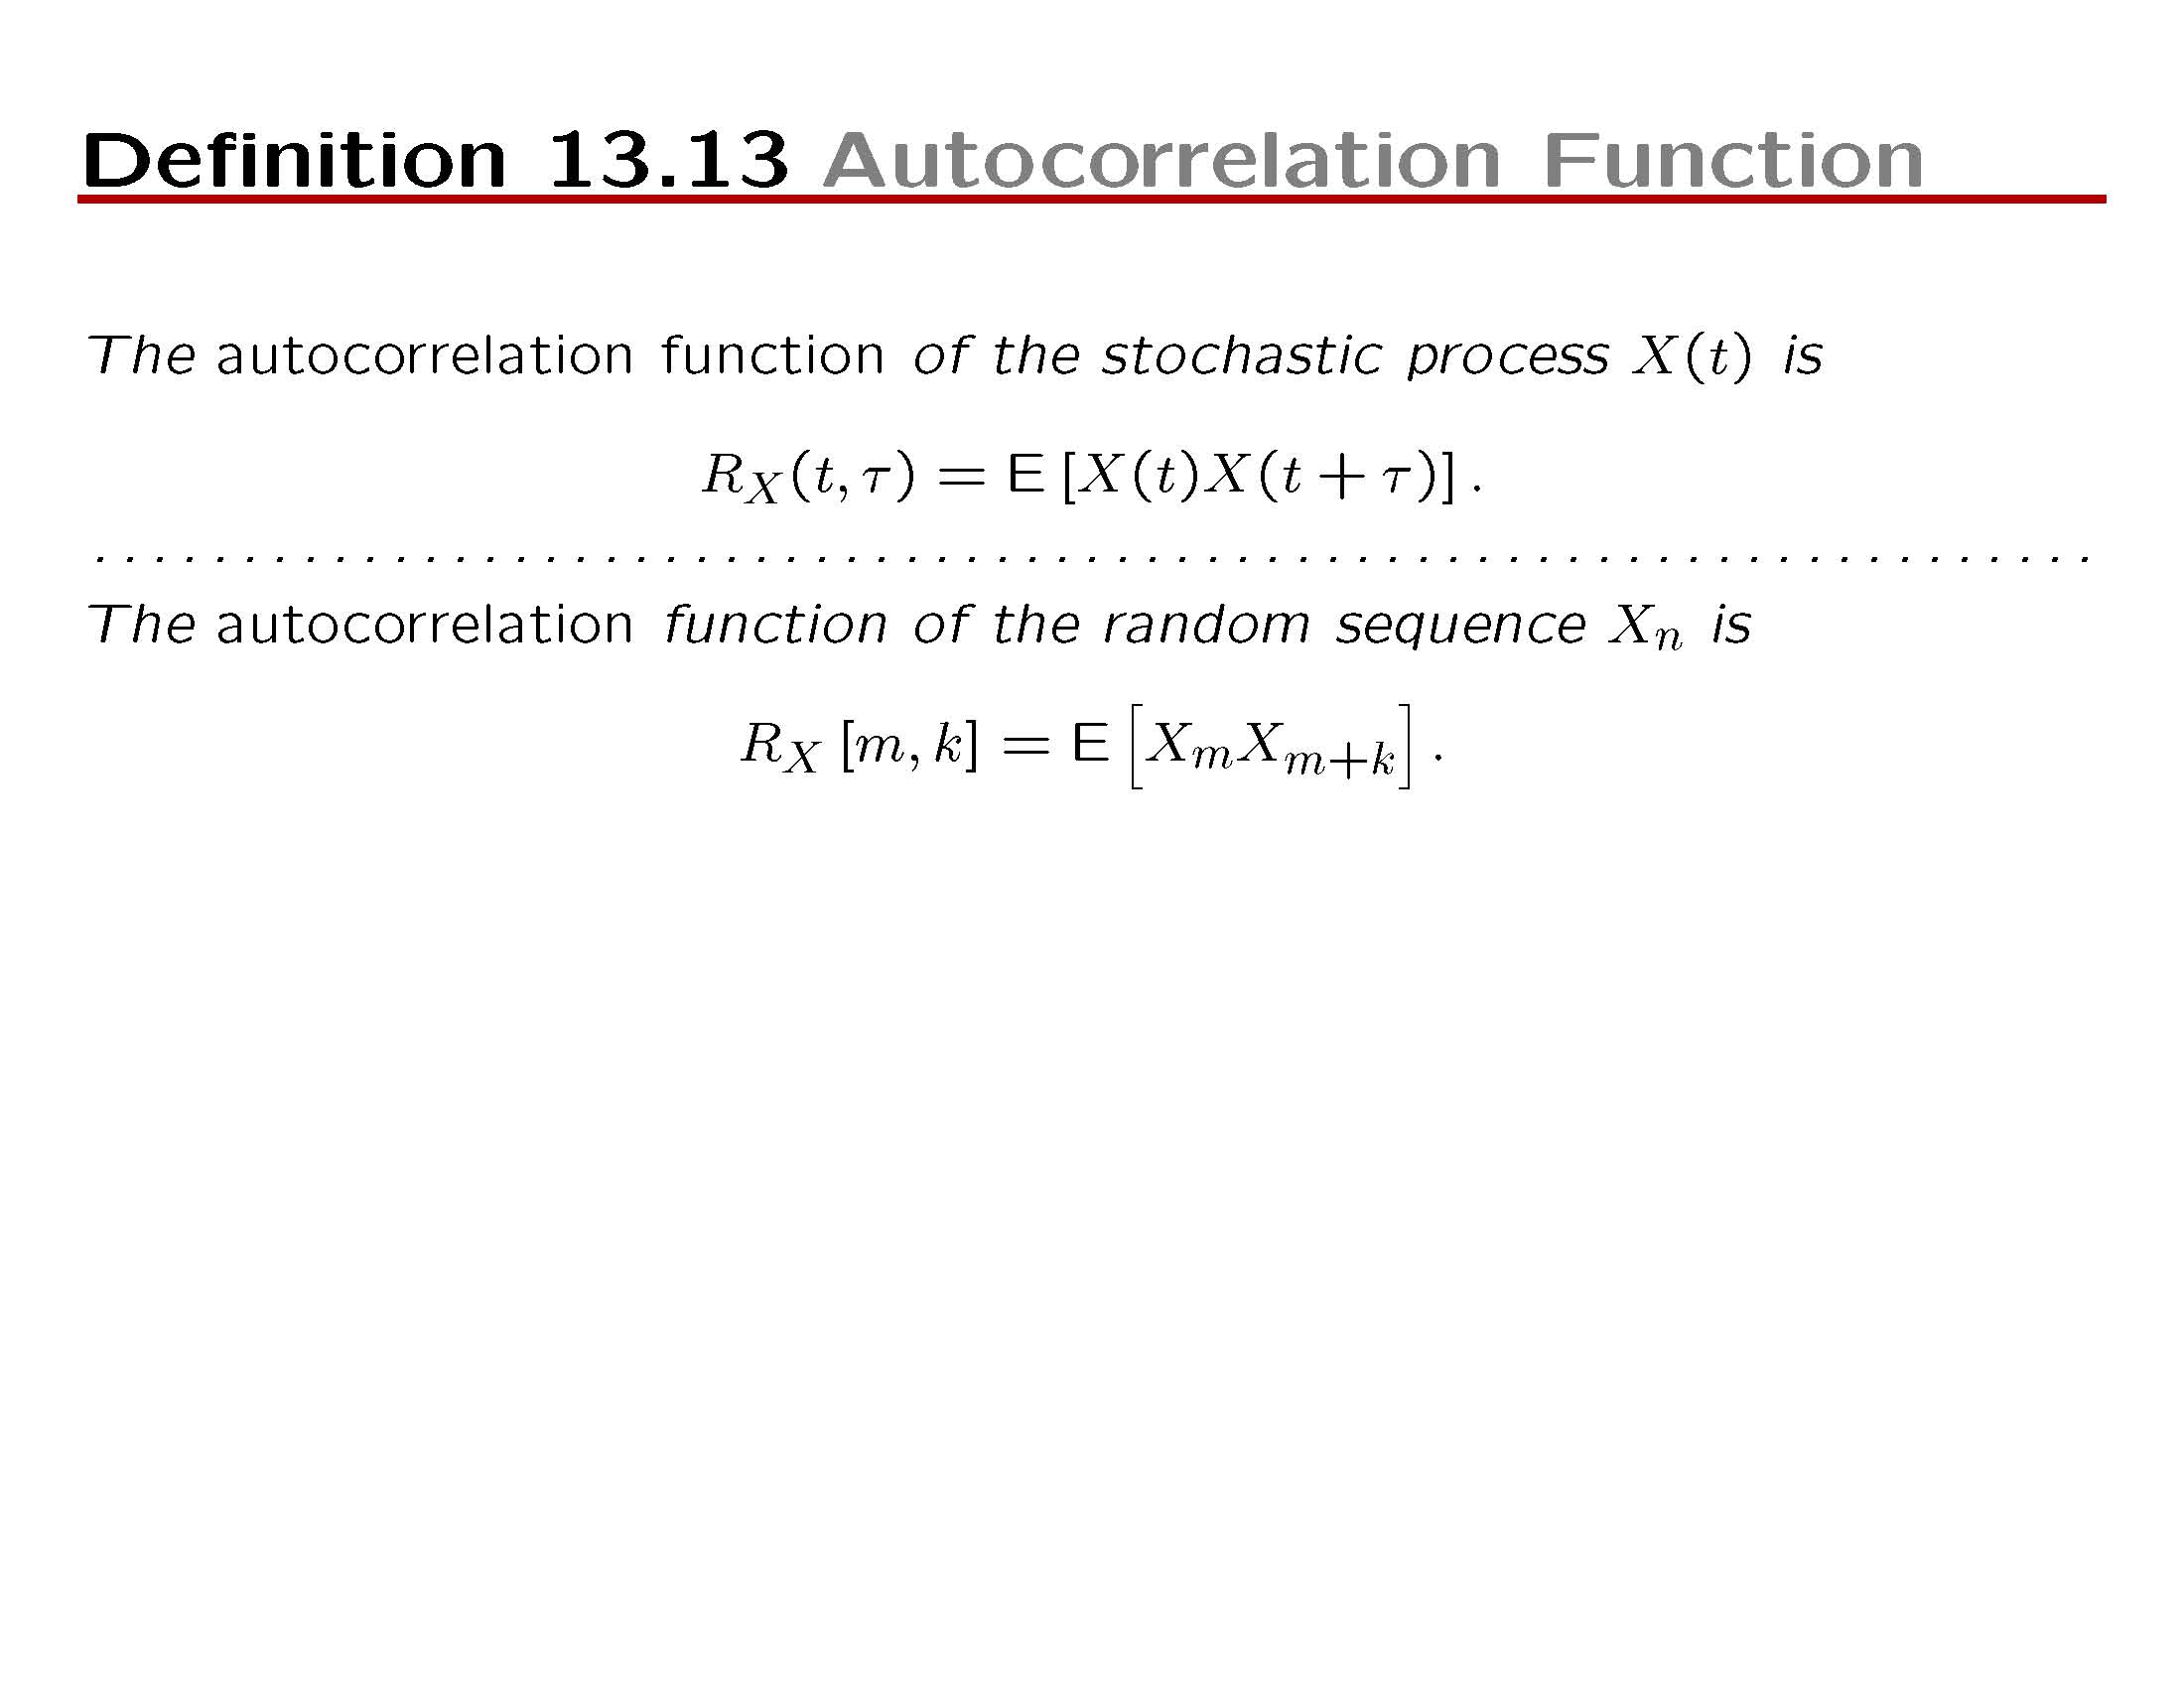 Definition 13.13 Autocorrelation Function
The autocorrelation function of the stochastic process X(t) is
R_X(t, τ) = E [X(t)X(t + τ)] .
. . . . . . . . . . . . . . . . . . . . . . . . . . . . . . . . . . . . . . . . . . . . . . . . . . . . . . . . . . . . . . . . . . .
The autocorrelation function of the random sequence X_n is
R_X [m, k] = E [X_m X_{m+k}] .